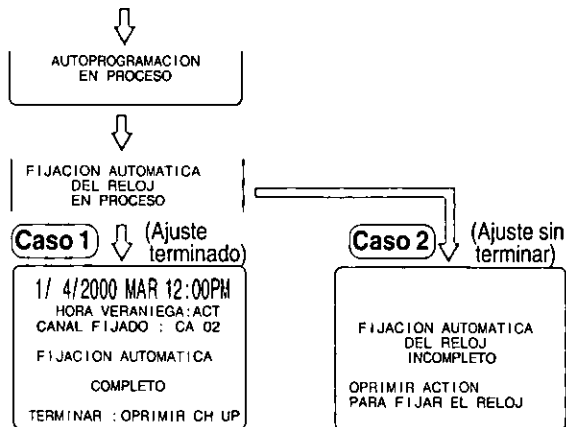 AUTOPROGRAMACION
EN PROCESO
FIJACION AUTOMATICA
DEL RELOJ
EN PROCESO
Caso 1
(Ajuste
terminado)
1/ 4/2000 MAR 12:00PM
HORA VERANIEGA:ACT
CANAL FIJADO : CA 02
FIJACION AUTOMATICA
COMPLETO
TERMINAR : OPRIMIR CH UP
Caso 2
(Ajuste sin
terminar)
FIJACION AUTOMATICA
DEL RELOJ
INCOMPLETO
OPRIMIR ACTION
PARA FIJAR EL RELOJ